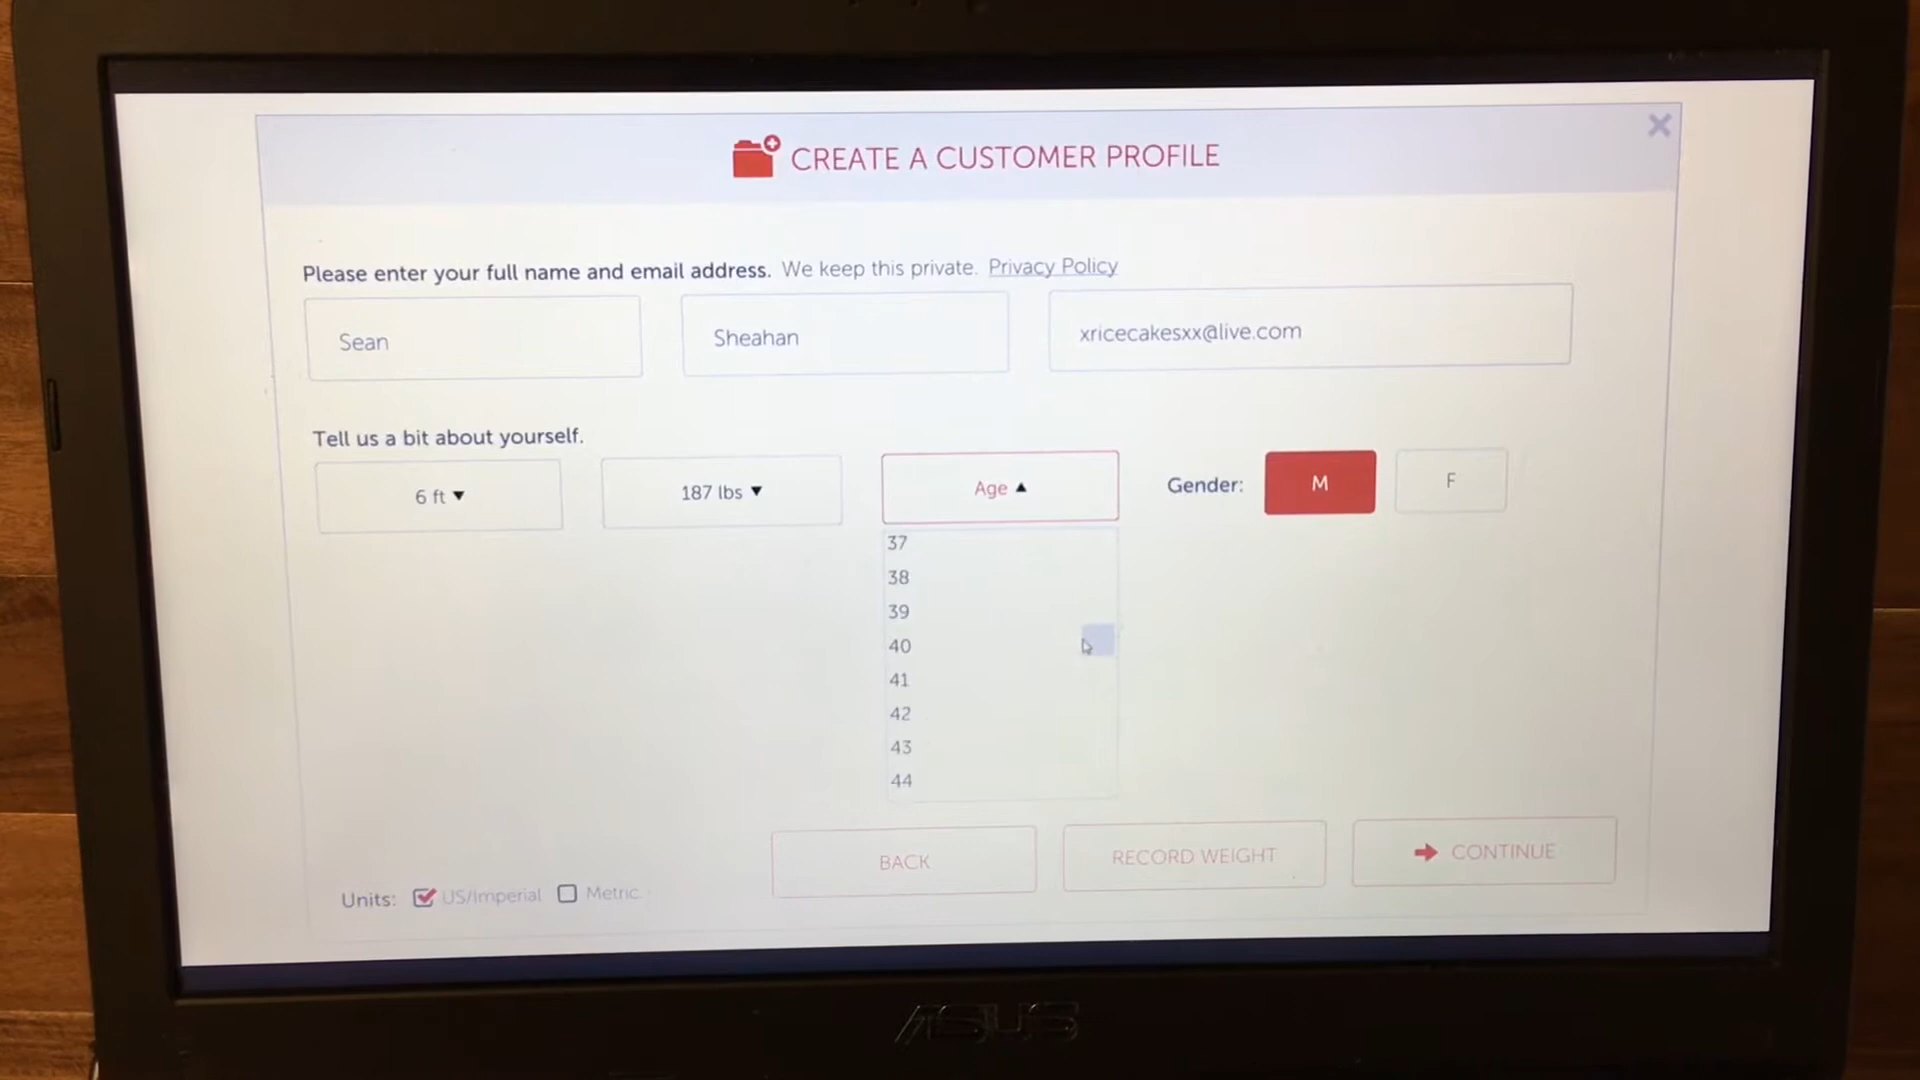 CREATE A CUSTOMER PROFILE
Please enter your full name and email address. We keep this private. Privacy Policy
Sean Sheahan xricecakesxx@live.com
Tell us a bit about yourself.
6 ft ▼ 187 lbs ▼ Age ▲ Gender: M F
37
38
39
40
41
42
43
44
BACK RECORD WEIGHT CONTINUE
Units: US/Imperial Metric
ASUS